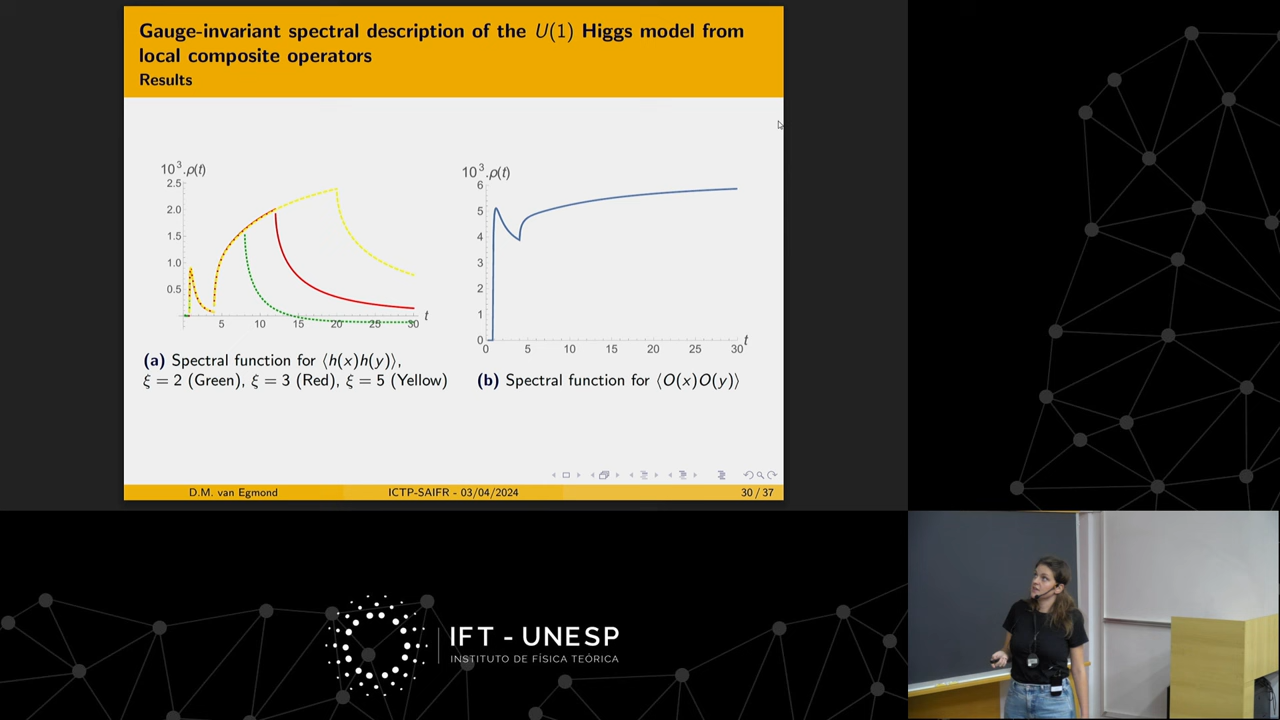 Gauge-invariant spectral description of the U(1) Higgs model from
local composite operators
Results
10³.ρ(t)
2.5
2.0
1.5
1.0
0.5
5
10
15
20
25
30
t
(a) Spectral function for ⟨h(x)h(y)⟩,
ξ = 2 (Green), ξ = 3 (Red), ξ = 5 (Yellow)
10³.ρ(t)
6
5
4
3
2
1
0
0
5
10
15
20
25
30
t
(b) Spectral function for ⟨O(x)O(y)⟩
D.M. van Egmond
ICTP-SAIFR - 03/04/2024
30 / 37
IFT - UNESP
INSTITUTO DE FÍSICA TEÓRICA